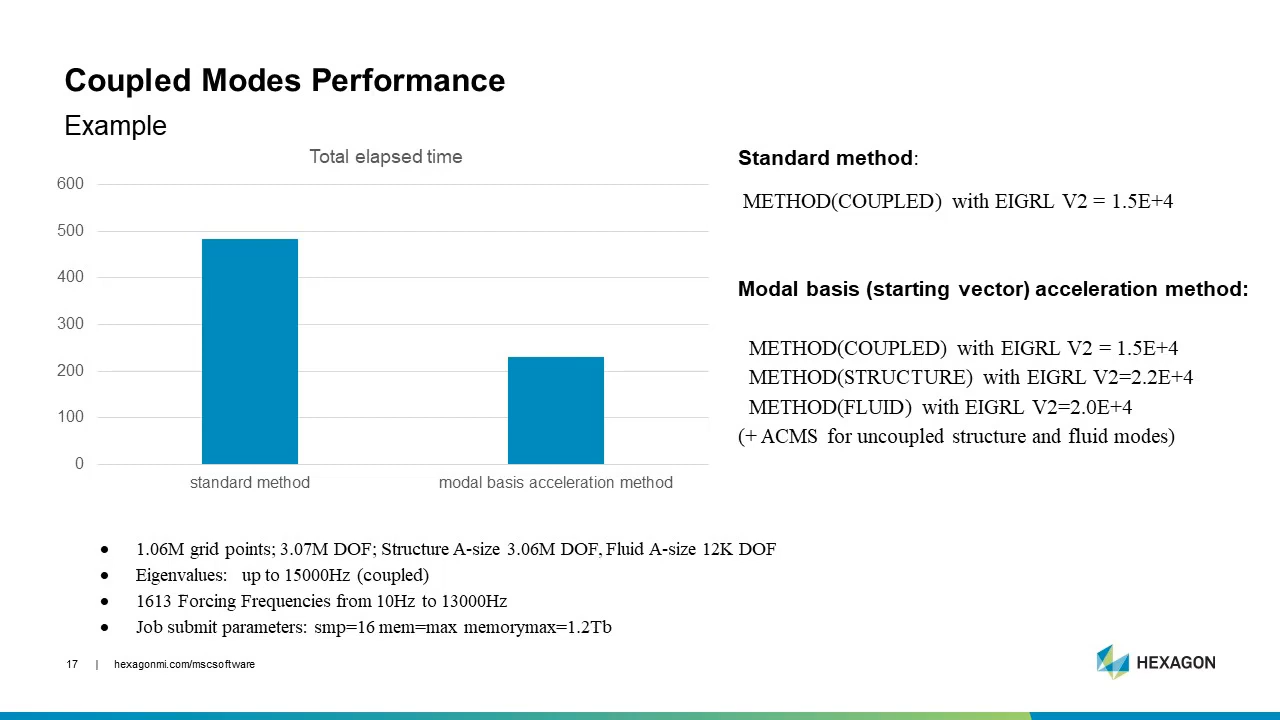 Coupled Modes Performance
Example
Total elapsed time
600
500
400
300
200
100
0
standard method
modal basis acceleration method
Standard method:
METHOD(COUPLED) with EIGRL V2 = 1.5E+4
Modal basis (starting vector) acceleration method:
METHOD(COUPLED) with EIGRL V2 = 1.5E+4
METHOD(STRUCTURE) with EIGRL V2=2.2E+4
METHOD(FLUID) with EIGRL V2=2.0E+4
(+ ACMS for uncoupled structure and fluid modes)
• 1.06M grid points; 3.07M DOF; Structure A-size 3.06M DOF, Fluid A-size 12K DOF
• Eigenvalues: up to 15000Hz (coupled)
• 1613 Forcing Frequencies from 10Hz to 13000Hz
• Job submit parameters: smp=16 mem=max memorymax=1.2Tb
17 | hexagonmi.com/mscsoftware
HEXAGON